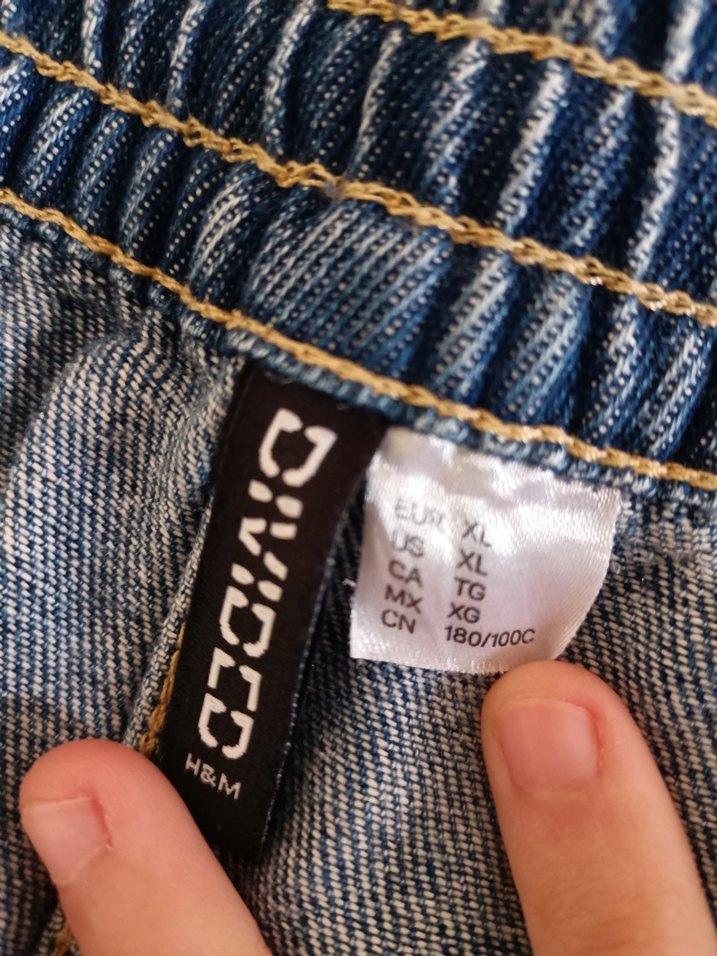 DIVIDED
H&M
EUR XL
US XL
CA TG
MX XG
CN 180/100C